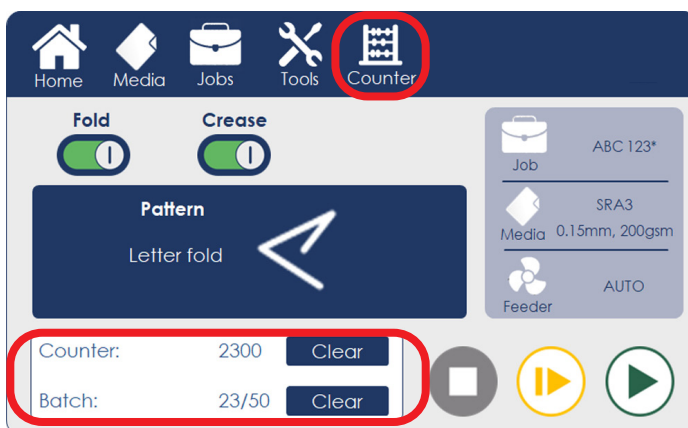 Home Media Jobs Tools Counter
Fold Crease
Pattern
Letter fold
Job ABC 123*
Media SRA3
0.15mm, 200gsm
Feeder AUTO
Counter: 2300 Clear
Batch: 23/50 Clear